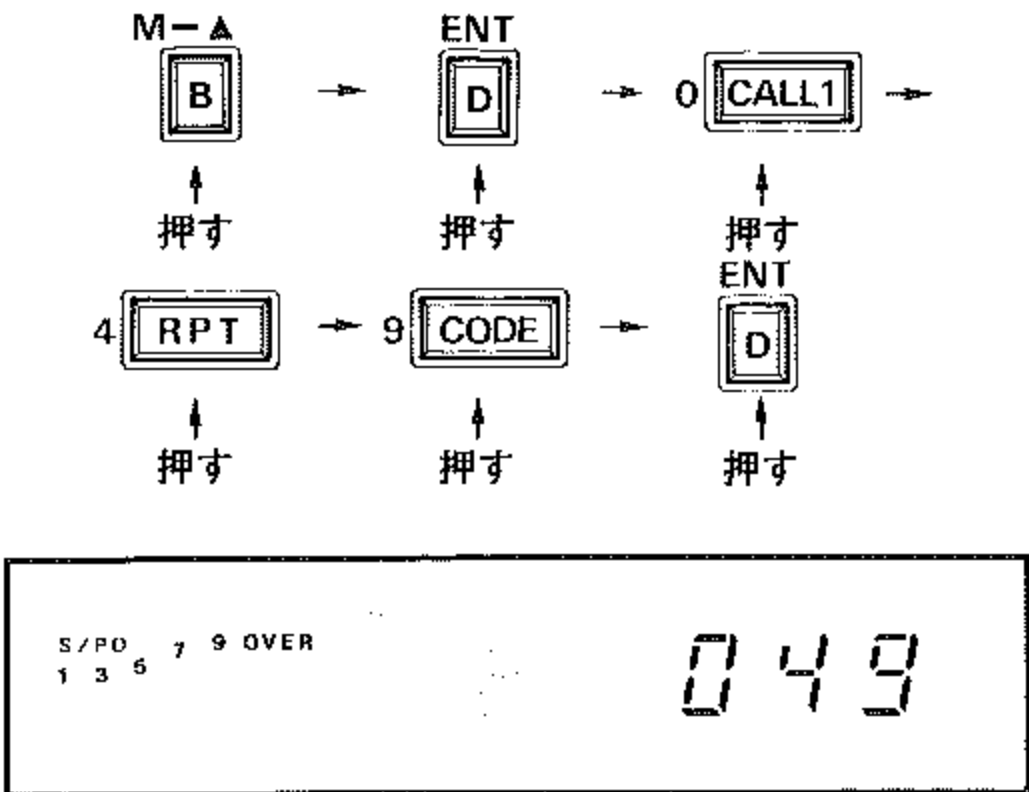 M－▲ ENT
B → D → 0 CALL1 →
↑ ↑ ↑
押す 押す 押す
ENT
4 RPT → 9 CODE → D
↑ ↑ ↑
押す 押す 押す
S/PO 7 9 OVER
1 3 5
049